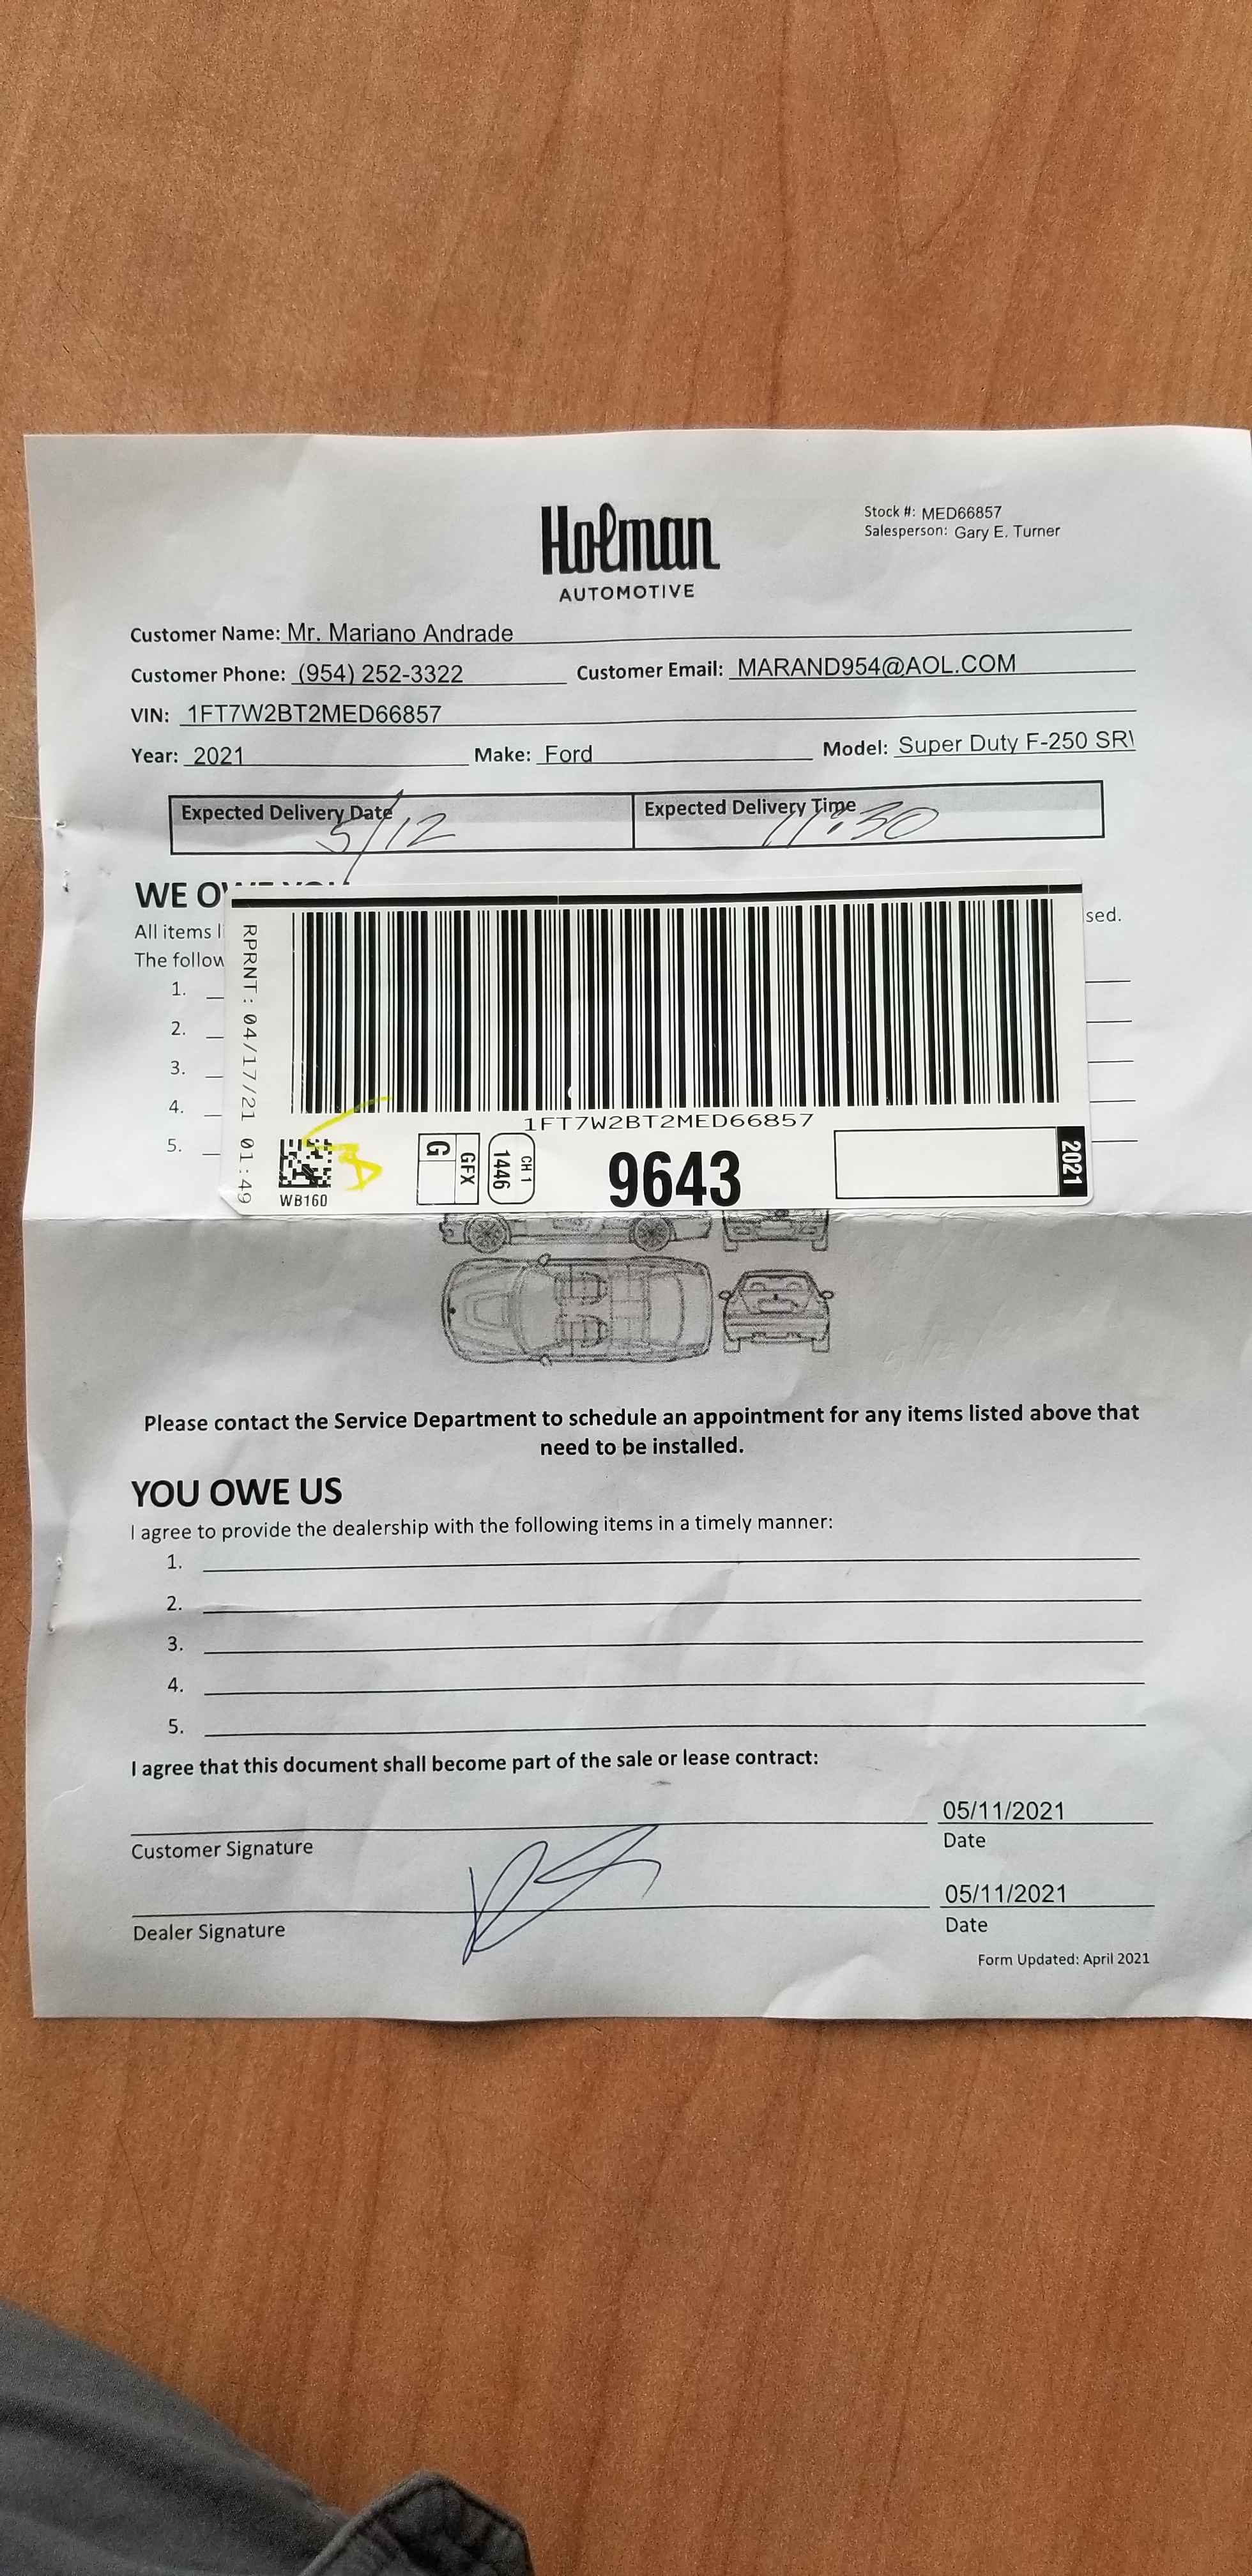 Holman
AUTOMOTIVE
Stock #: MED66857
Salesperson: Gary E. Turner
Customer Name: Mr. Mariano Andrade
Customer Phone: (954) 252-3322 Customer Email: MARAND954@AOL.COM
VIN: 1FT7W2BT2MED66857
Year: 2021 Make: Ford Model: Super Duty F-250 SR
Expected Delivery Date 5/12 Expected Delivery Time 11:30
WE OWE YOU
All items l sed.
The follow
1.
2.
3.
4.
5.
RPRNT: 04/17/21 01:49
1FT7W2BT2MED66857
WB160
G
GFX
CH 1
1446
9643
2021
Please contact the Service Department to schedule an appointment for any items listed above that
need to be installed.
YOU OWE US
I agree to provide the dealership with the following items in a timely manner:
1.
2.
3.
4.
5.
I agree that this document shall become part of the sale or lease contract:
05/11/2021
Customer Signature Date
05/11/2021
Dealer Signature Date
Form Updated: April 2021